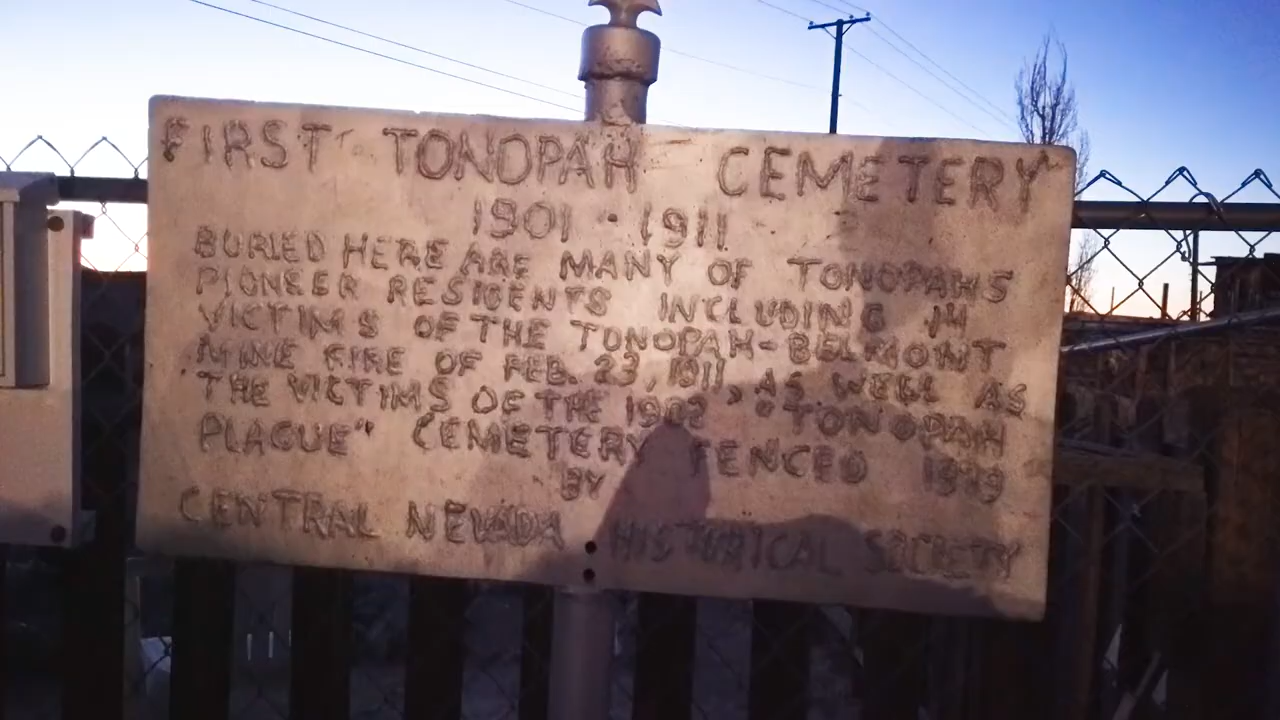 FIRST TONOPAH CEMETERY
1901 • 1911
BURIED HERE ARE MANY OF TONOPAHS
PIONEER RESIDENTS INCLUDING 14
VICTIMS OF THE TONOPAH-BELMONT
MINE FIRE OF FEB. 23, 1911, AS WELL AS
THE VICTIMS OF THE 1902 "TONOPAH
PLAGUE" CEMETERY FENCED 1979
BY
CENTRAL NEVADA HISTORICAL SOCIETY